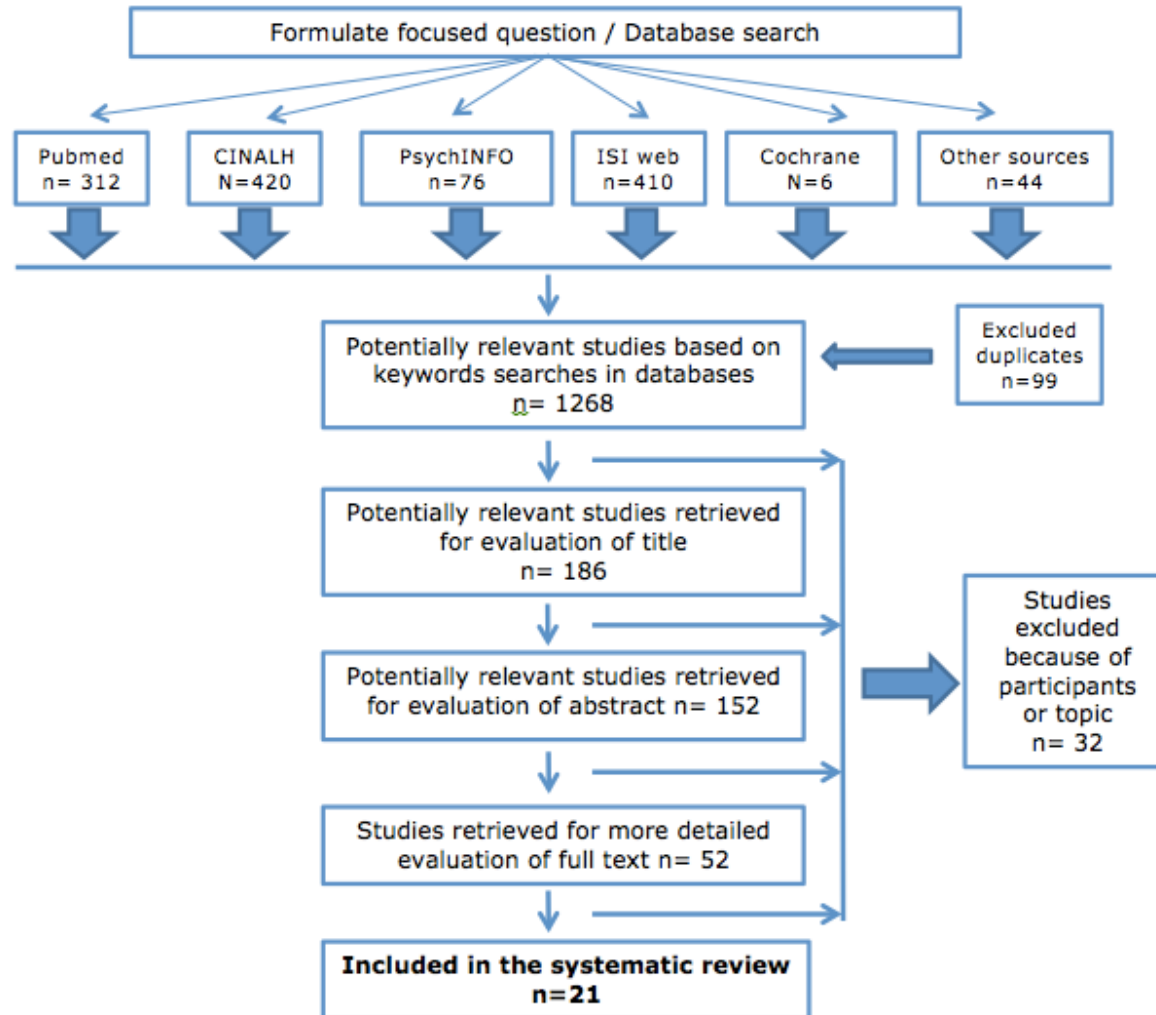 Formulate focused question / Database search
Pubmed
n= 312
CINALH
N=420
PsychINFO
n=76
ISI web
n=410
Cochrane
N=6
Other sources
n=44
Potentially relevant studies based on
keywords searches in databases
n= 1268
Excluded
duplicates
n=99
Potentially relevant studies retrieved
for evaluation of title
n= 186
Potentially relevant studies retrieved
for evaluation of abstract n= 152
Studies
excluded
because of
participants
or topic
n= 32
Studies retrieved for more detailed
evaluation of full text n= 52
Included in the systematic review
n=21